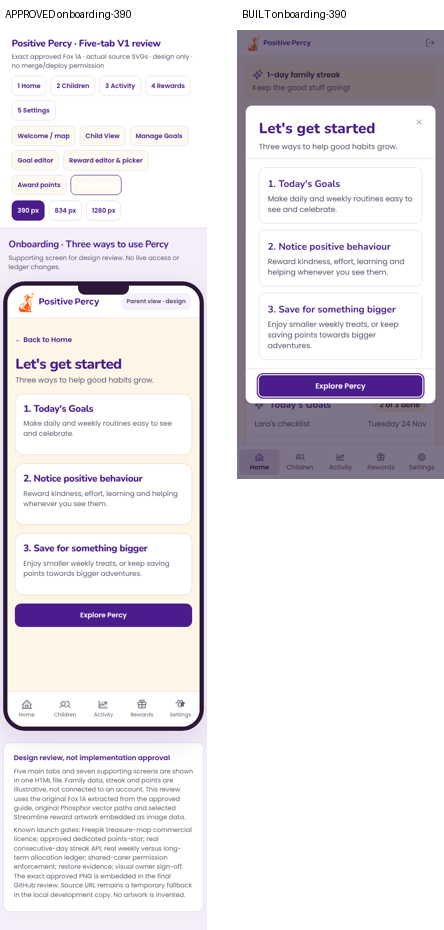 APPROVED onboarding-390
Positive Percy · Five-tab V1 review
Exact approved Fox 1A · actual source SVGs · design only ·
no merge/deploy permission
1 Home
2 Children
3 Activity
4 Rewards
5 Settings
Welcome / map
Child View
Manage Goals
Goal editor
Reward editor & picker
Award points
390 px
834 px
1280 px
Onboarding · Three ways to use Percy
Supporting screen for design review. No live access or
ledger changes.
Positive Percy
Parent view · design
← Back to Home
Let's get started
Three ways to help good habits grow.
1. Today's Goals
Make daily and weekly routines easy to see
and celebrate.
2. Notice positive behaviour
Reward kindness, effort, learning and helping
whenever you see them.
3. Save for something bigger
Enjoy smaller weekly treats, or keep saving
points towards bigger adventures.
Explore Percy
Home
Children
Activity
Rewards
Settings
Design review, not implementation approval
Five main tabs and seven supporting screens are shown
in one HTML file. Family data, streak and points are
illustrative, not connected to an account. This review
uses the original Fox 1A extracted from the approved
guide, original Phosphor vector paths and selected
Streamline reward artwork embedded as image data.
Known launch gates: Freepik treasure-map commercial
licence; approved dedicated points-star; real
consecutive-day streak API; real weekly versus long-
term allocation ledger; shared-carer permission
enforcement; restore evidence; visual owner sign-off.
The exact approved PNG is embedded in the final
GitHub review. Source URL remains a temporary fallback
in the local development copy. No artwork is invented.
BUILT onboarding-390
Positive Percy
1-day family streak
Keep the good stuff going!
Let's get started
×
Three ways to help good habits grow.
1. Today's Goals
Make daily and weekly routines easy to
see and celebrate.
2. Notice positive behaviour
Reward kindness, effort, learning and
helping whenever you see them.
3. Save for something bigger
Enjoy smaller weekly treats, or keep
saving points towards bigger
adventures.
Explore Percy
Today's Goals
2 of 3 done
Lara's checklist
Tuesday 24 Nov
Home
Children
Activity
Rewards
Settings